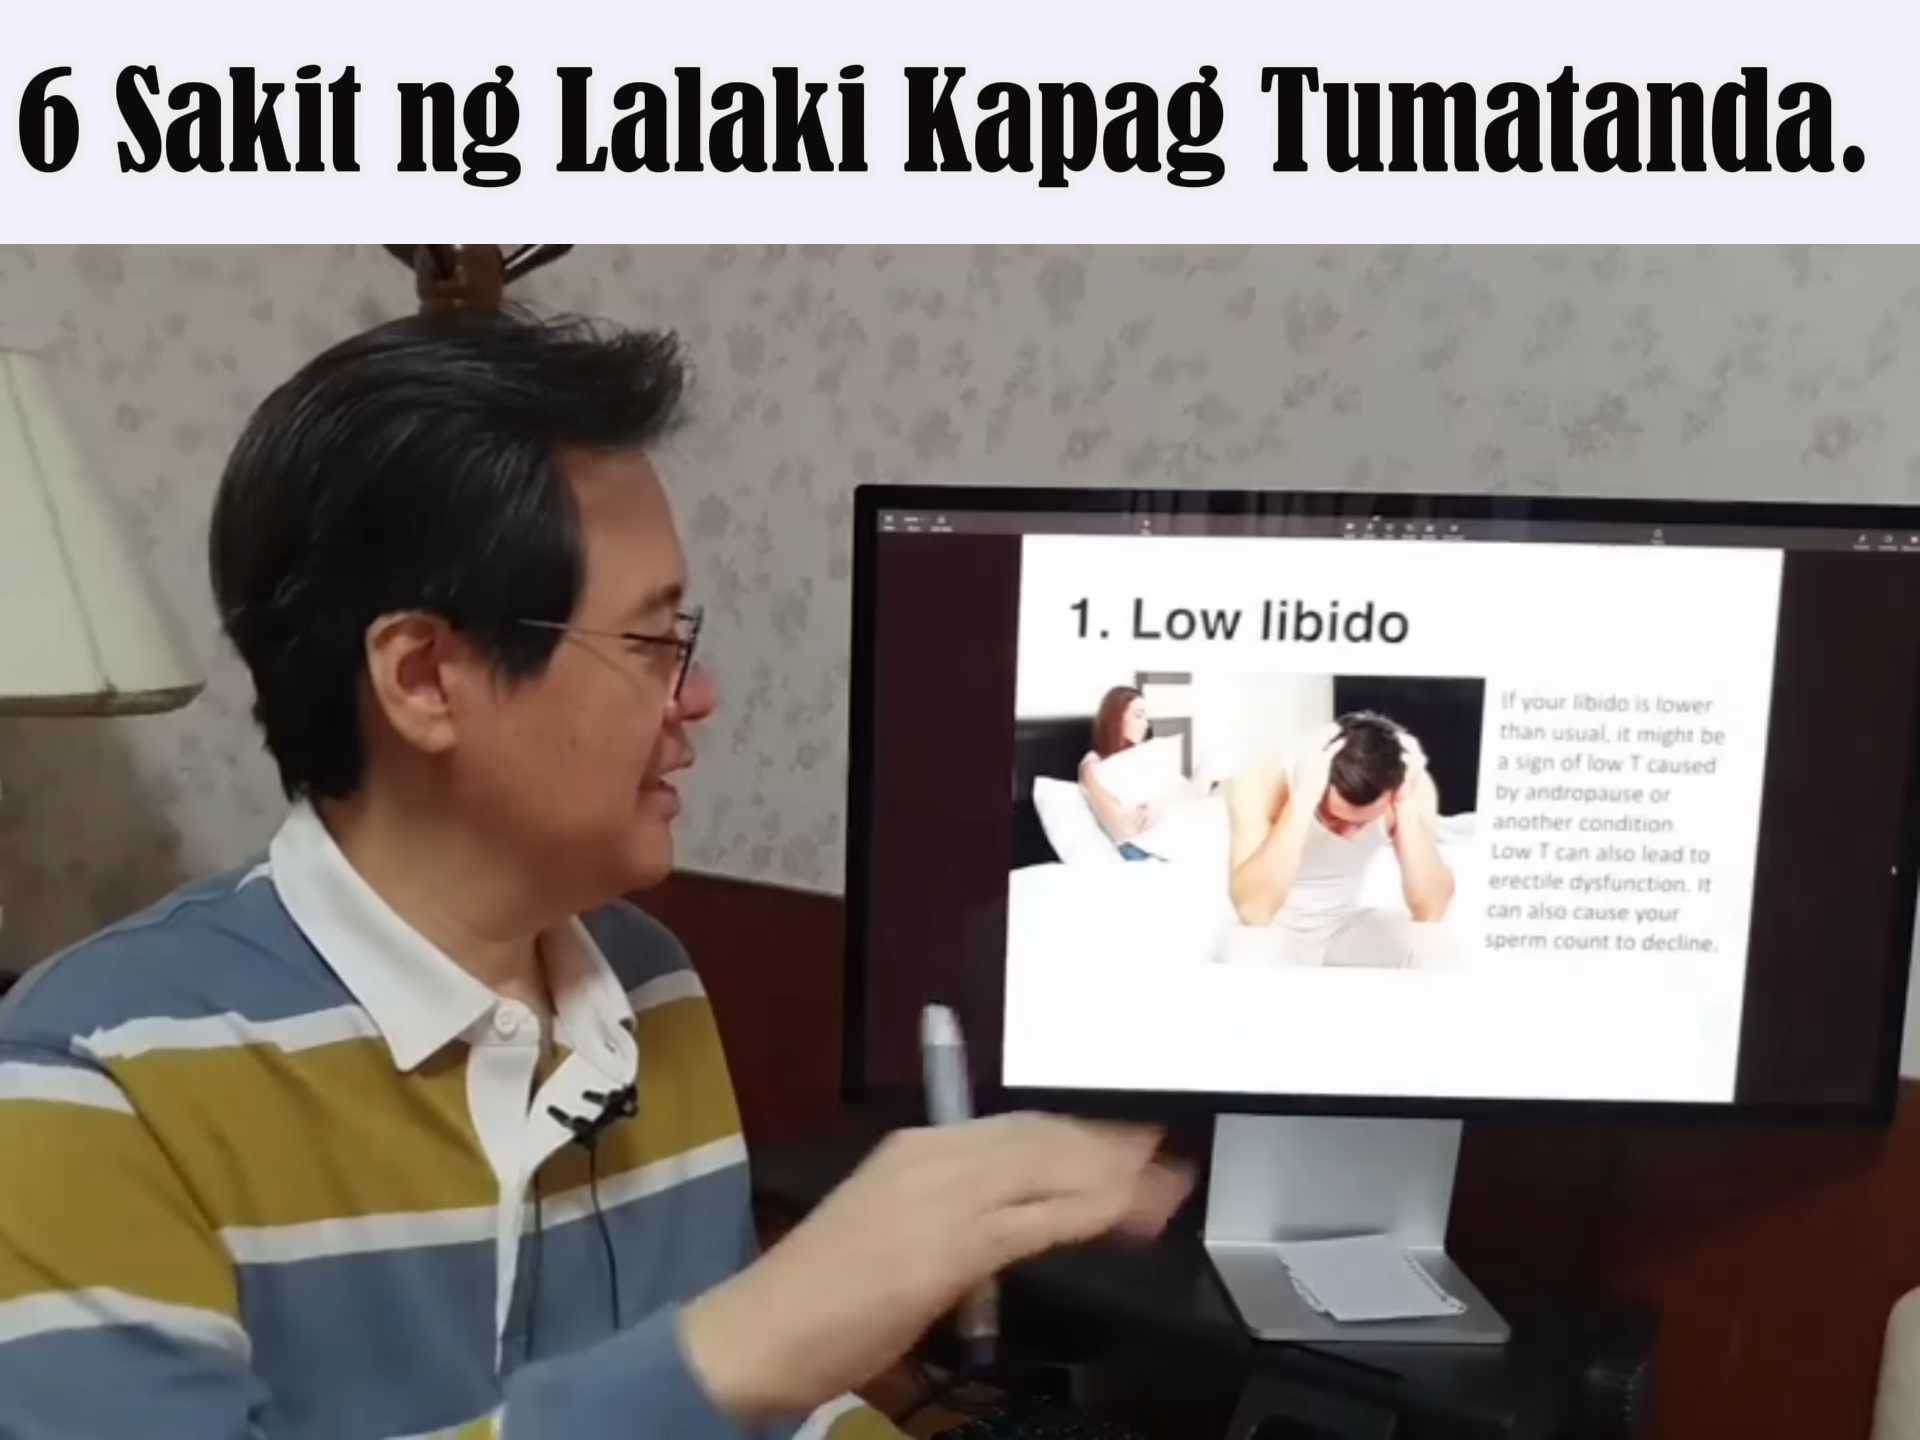 6 Sakit ng Lalaki Kapag Tumatanda.
1. Low libido
If your libido is lower
than usual, it might be
a sign of low T caused
by andropause or
another condition.
Low T can also lead to
erectile dysfunction. It
can also cause your
sperm count to decline.